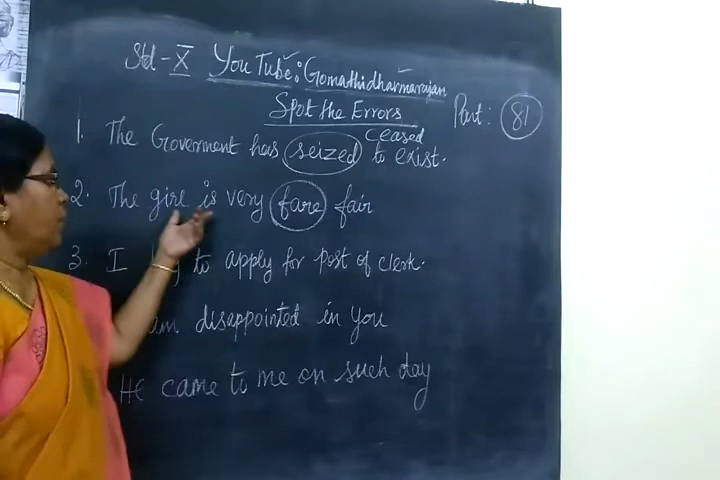 Std - X YouTube: Gomathidharmarajan
Spot the Errors Part: 81
ceased
1. The Goverment has seized to exist.
2. The girl is very fare fair
3. I to apply for post of clerk.
am disappointed in you
He came to me on such day